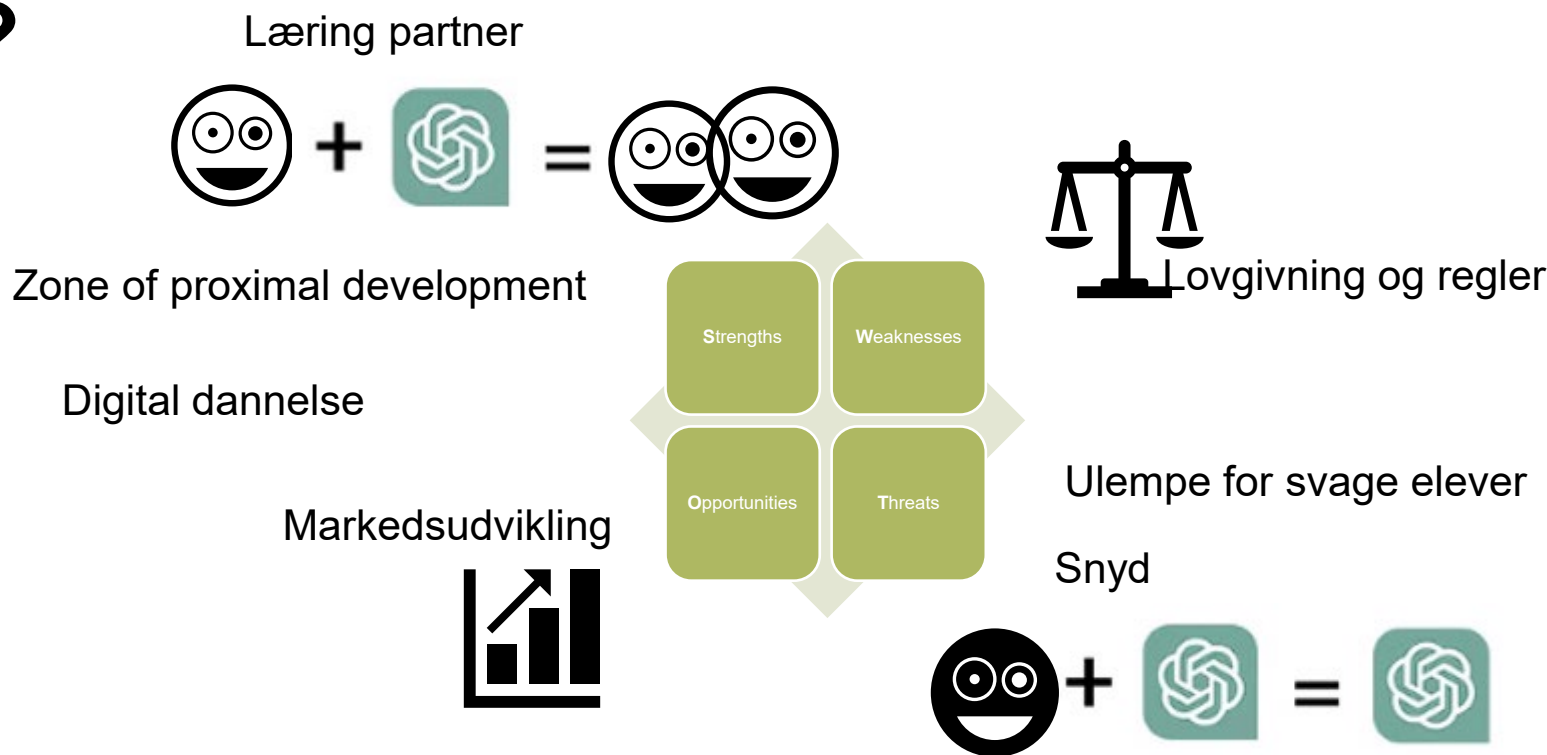 Læring partner
Zone of proximal development
Lovgivning og regler
Strengths
Weaknesses
Digital dannelse
Opportunities
Threats
Ulempe for svage elever
Markedsudvikling
Snyd